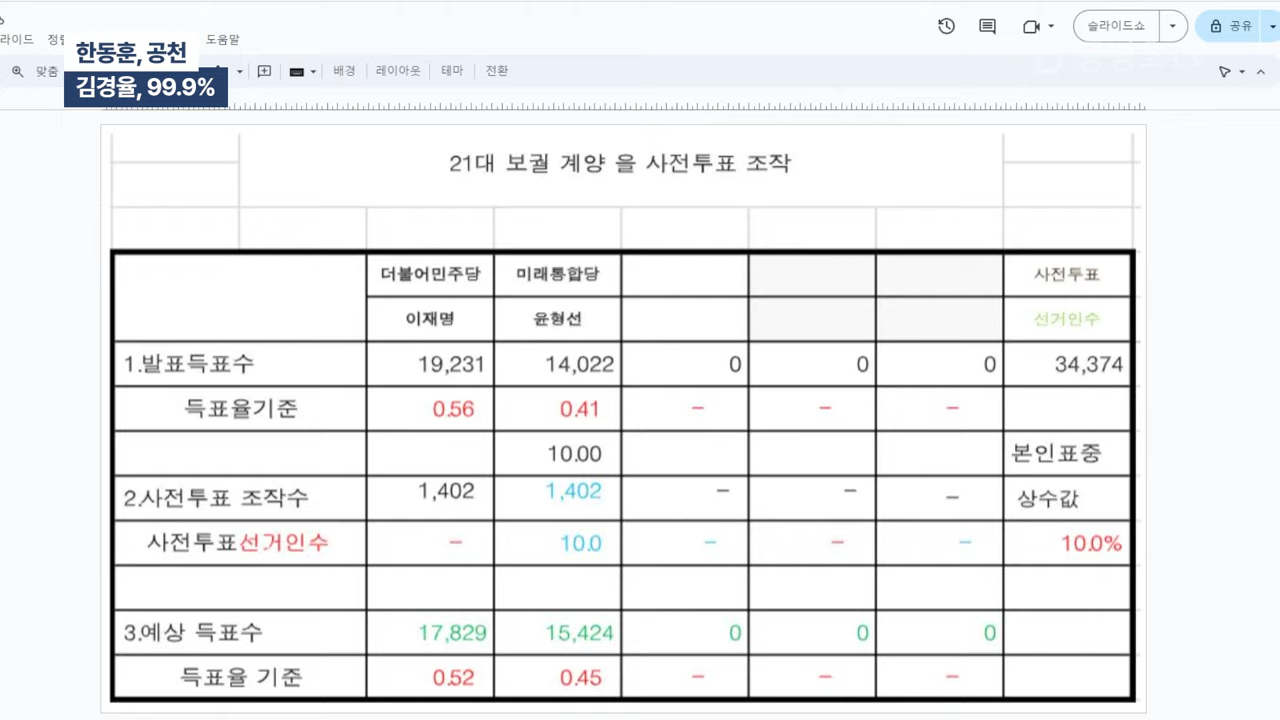 라이드
도움말
한동훈, 공천
김경율, 99.9%
슬라이드쇼
공유
맞춤
배경
레이아웃
테마
전환
21대 보궐 계양 을 사전투표 조작
더불어민주당 미래통합당 사전투표
이재명 윤형선 선거인수
1.발표득표수 19,231 14,022 0 0 0 34,374
득표율기준 0.56 0.41 – – –
10.00 본인표중
2.사전투표 조작수 1,402 1,402 – – – 상수값
사전투표선거인수 – 10.0 – – – 10.0%
3.예상 득표수 17,829 15,424 0 0 0
득표율 기준 0.52 0.45 – – –